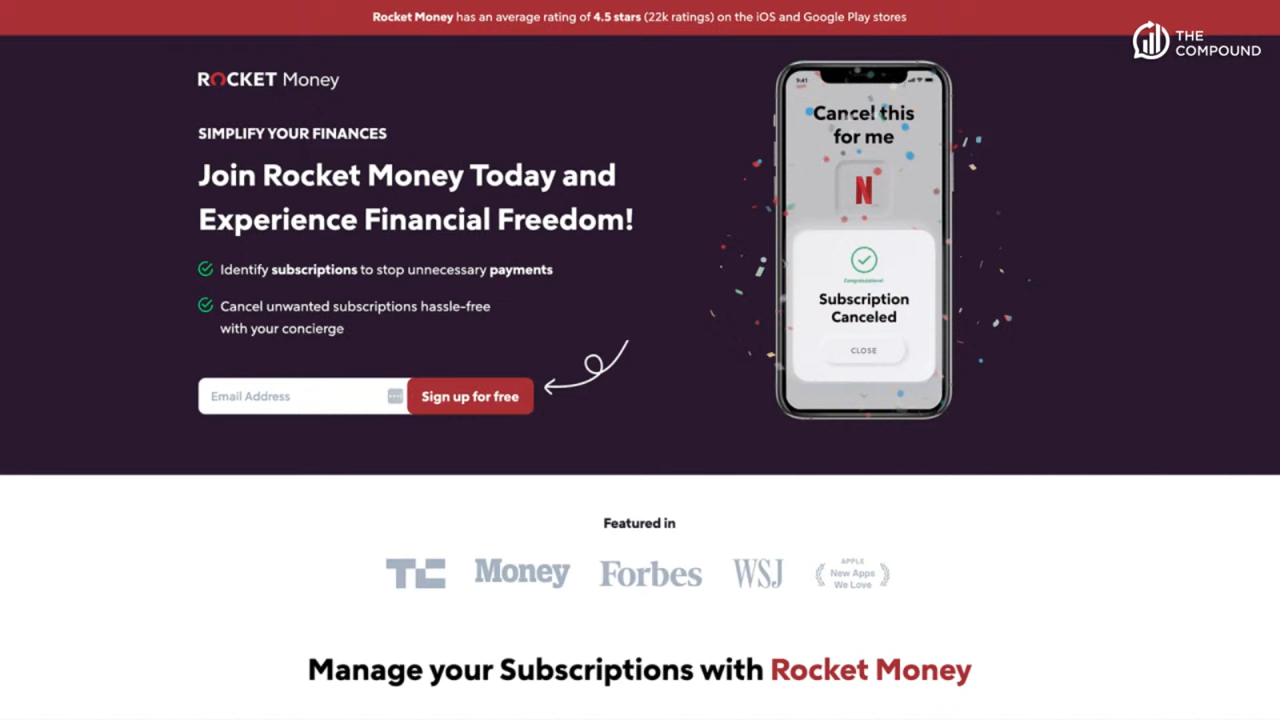 Rocket Money has an average rating of 4.5 stars (22k ratings) on the iOS and Google Play stores
THE
COMPOUND
ROCKET Money
SIMPLIFY YOUR FINANCES
Join Rocket Money Today and
Experience Financial Freedom!
Identify subscriptions to stop unnecessary payments
Cancel unwanted subscriptions hassle-free
with your concierge
Email Address
Sign up for free
9:41
Cancel this
for me
N
Congratulations!
Subscription
Canceled
CLOSE
Featured in
TC
Money
Forbes
WSJ
APPLE
New Apps
We Love
Manage your Subscriptions with Rocket Money